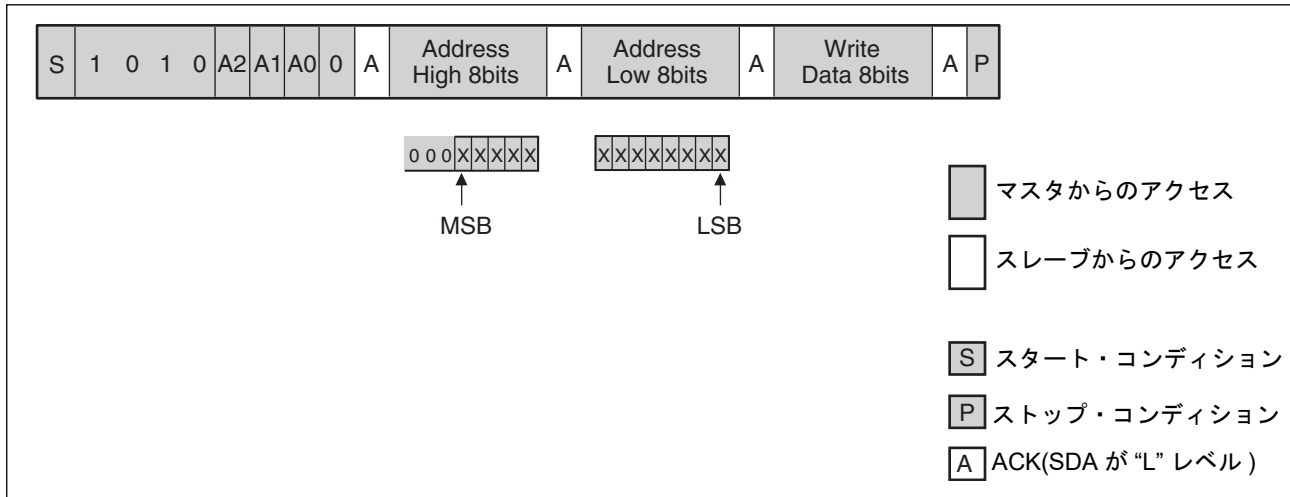 S 1 0 1 0 A2 A1 A0 0 A Address High 8bits A Address Low 8bits A Write Data 8bits A P
0 0 0 X X X X X X X X X X X X X
MSB LSB
マスタからのアクセス
スレーブからのアクセス
S スタート・コンディション
P ストップ・コンディション
A ACK(SDA が “L” レベル )